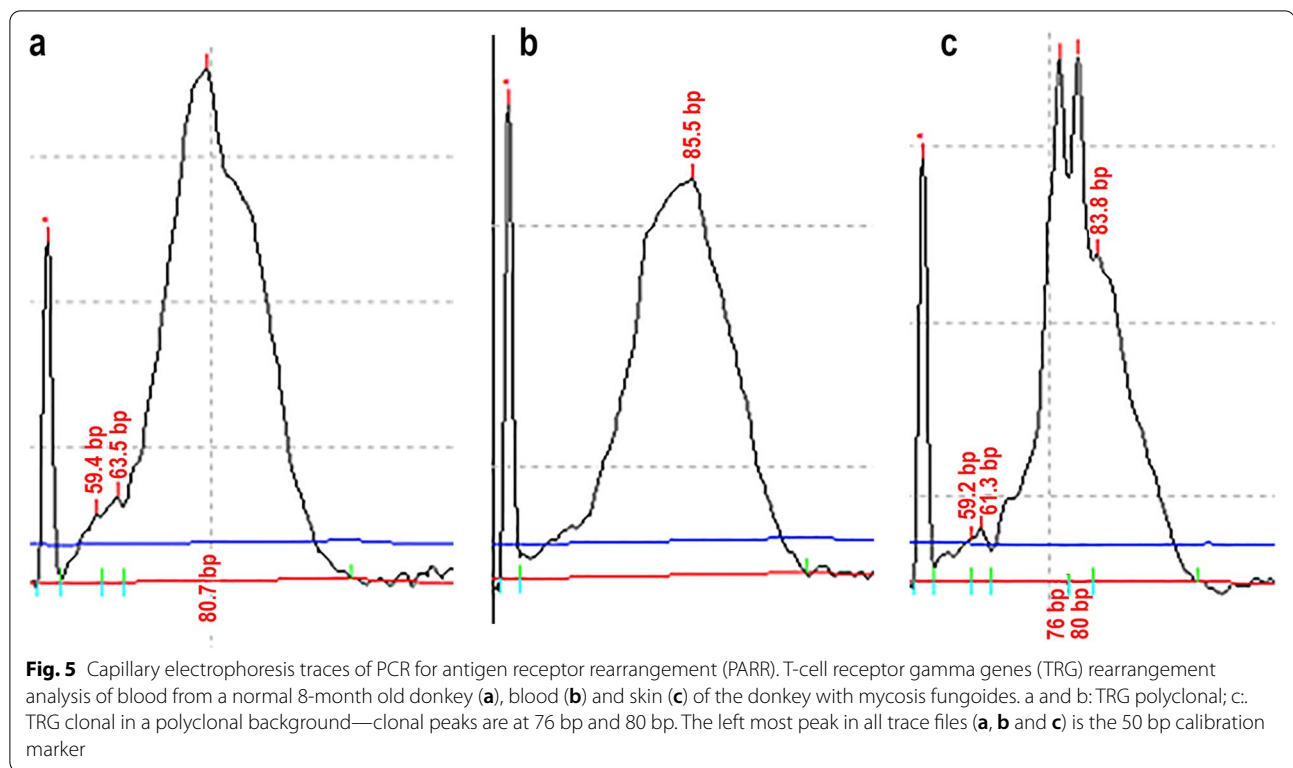 a
59.4 bp
63.5 bp
80.7 bp
b
85.5 bp
c
59.2 bp
61.3 bp
76 bp
80 bp
83.8 bp
Fig. 5 Capillary electrophoresis traces of PCR for antigen receptor rearrangement (PARR). T-cell receptor gamma genes (TRG) rearrangement
analysis of blood from a normal 8-month old donkey (a), blood (b) and skin (c) of the donkey with mycosis fungoides. a and b: TRG polyclonal; c:.
TRG clonal in a polyclonal background—clonal peaks are at 76 bp and 80 bp. The left most peak in all trace files (a, b and c) is the 50 bp calibration
marker